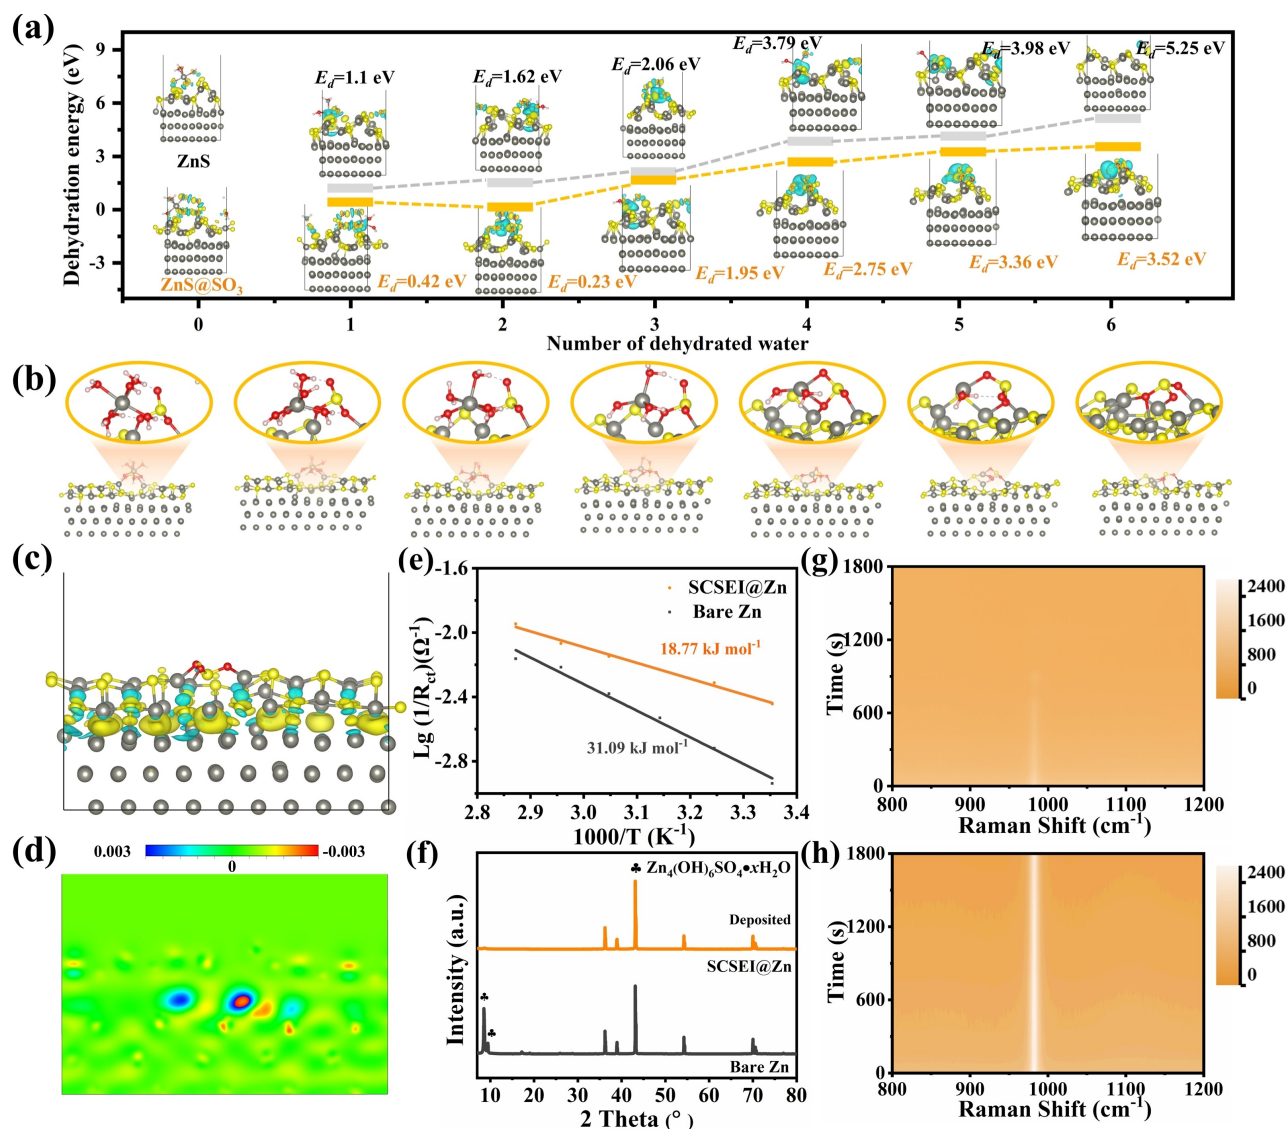 (a)
Dehydration energy (eV)
9
6
3
0
-3
E_d=1.1 eV
E_d=1.62 eV
E_d=2.06 eV
E_d=3.79 eV
E_d=3.98 eV
E_d=5.25 eV
ZnS
ZnS@SO₃
E_d=0.42 eV
E_d=0.23 eV
E_d=1.95 eV
E_d=2.75 eV
E_d=3.36 eV
E_d=3.52 eV
0 1 2 3 4 5 6
Number of dehydrated water
(b)
(c)
(d)
0.003 -0.003
0
(e)
Lg (1/R_ct)(Ω⁻¹)
-1.6
-2.0
-2.4
-2.8
SCSEI@Zn
Bare Zn
18.77 kJ mol⁻¹
31.09 kJ mol⁻¹
2.8 2.9 3.0 3.1 3.2 3.3 3.4
1000/T (K⁻¹)
(f)
Intensity (a.u.)
♣ Zn₄(OH)₆SO₄•xH₂O
Deposited
SCSEI@Zn
♣
♣
Bare Zn
10 20 30 40 50 60 70 80
2 Theta (°)
(g)
Time (s)
1800
1200
600
0
800 900 1000 1100 1200
Raman Shift (cm⁻¹)
2400
1600
800
0
(h)
Time (s)
1800
1200
600
0
800 900 1000 1100 1200
Raman Shift (cm⁻¹)
2400
1600
800
0